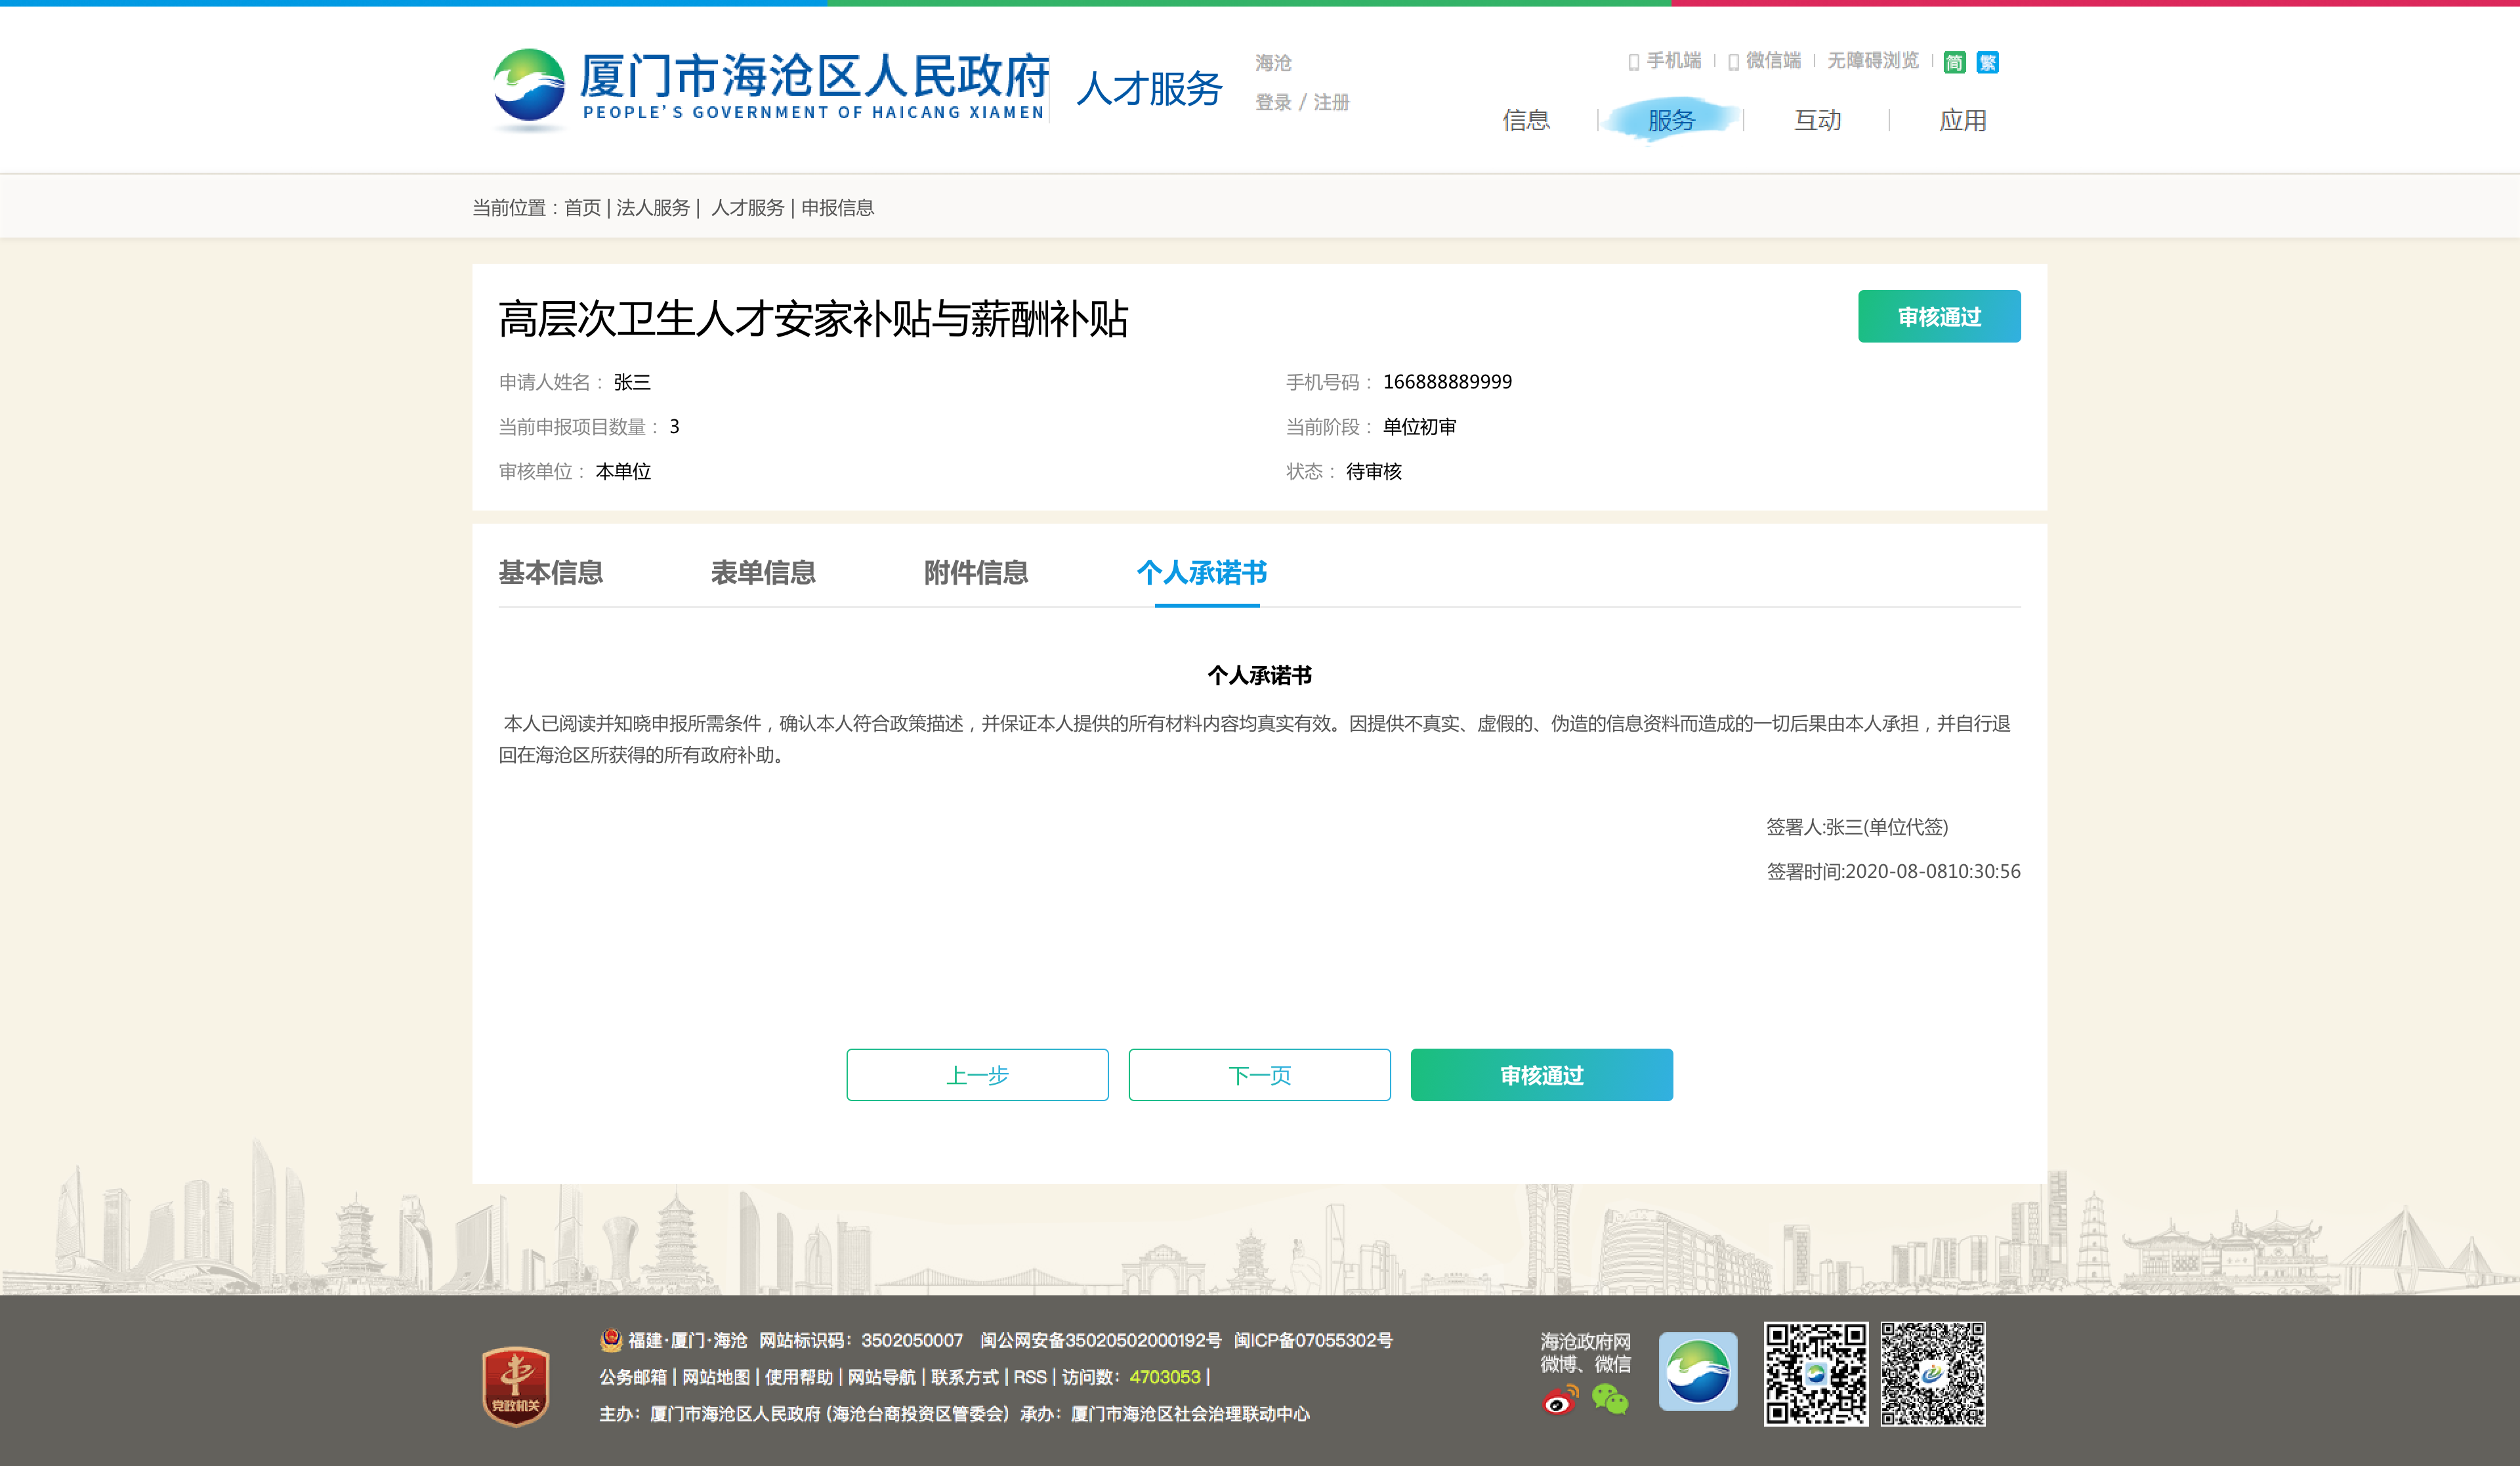 厦门市海沧区人民政府
PEOPLE'S GOVERNMENT OF HAICANG XIAMEN
人才服务
海沧
登录 / 注册
手机端 | 微信端 | 无障碍浏览 | 简 繁
信息 | 服务 | 互动 | 应用
当前位置：首页 | 法人服务 | 人才服务 | 申报信息
高层次卫生人才安家补贴与薪酬补贴
审核通过
申请人姓名： 张三
手机号码： 166888889999
当前申报项目数量： 3
当前阶段： 单位初审
审核单位： 本单位
状态： 待审核
基本信息 表单信息 附件信息 个人承诺书
个人承诺书
本人已阅读并知晓申报所需条件，确认本人符合政策描述，并保证本人提供的所有材料内容均真实有效。因提供不真实、虚假的、伪造的信息资料而造成的一切后果由本人承担，并自行退
回在海沧区所获得的所有政府补助。
签署人:张三(单位代签)
签署时间:2020-08-0810:30:56
上一步 下一页 审核通过
福建·厦门·海沧 网站标识码：3502050007 闽公网安备35020502000192号 闽ICP备07055302号
公务邮箱 | 网站地图 | 使用帮助 | 网站导航 | 联系方式 | RSS | 访问数：4703053 |
主办：厦门市海沧区人民政府 (海沧台商投资区管委会) 承办：厦门市海沧区社会治理联动中心
党政机关
海沧政府网
微博、微信